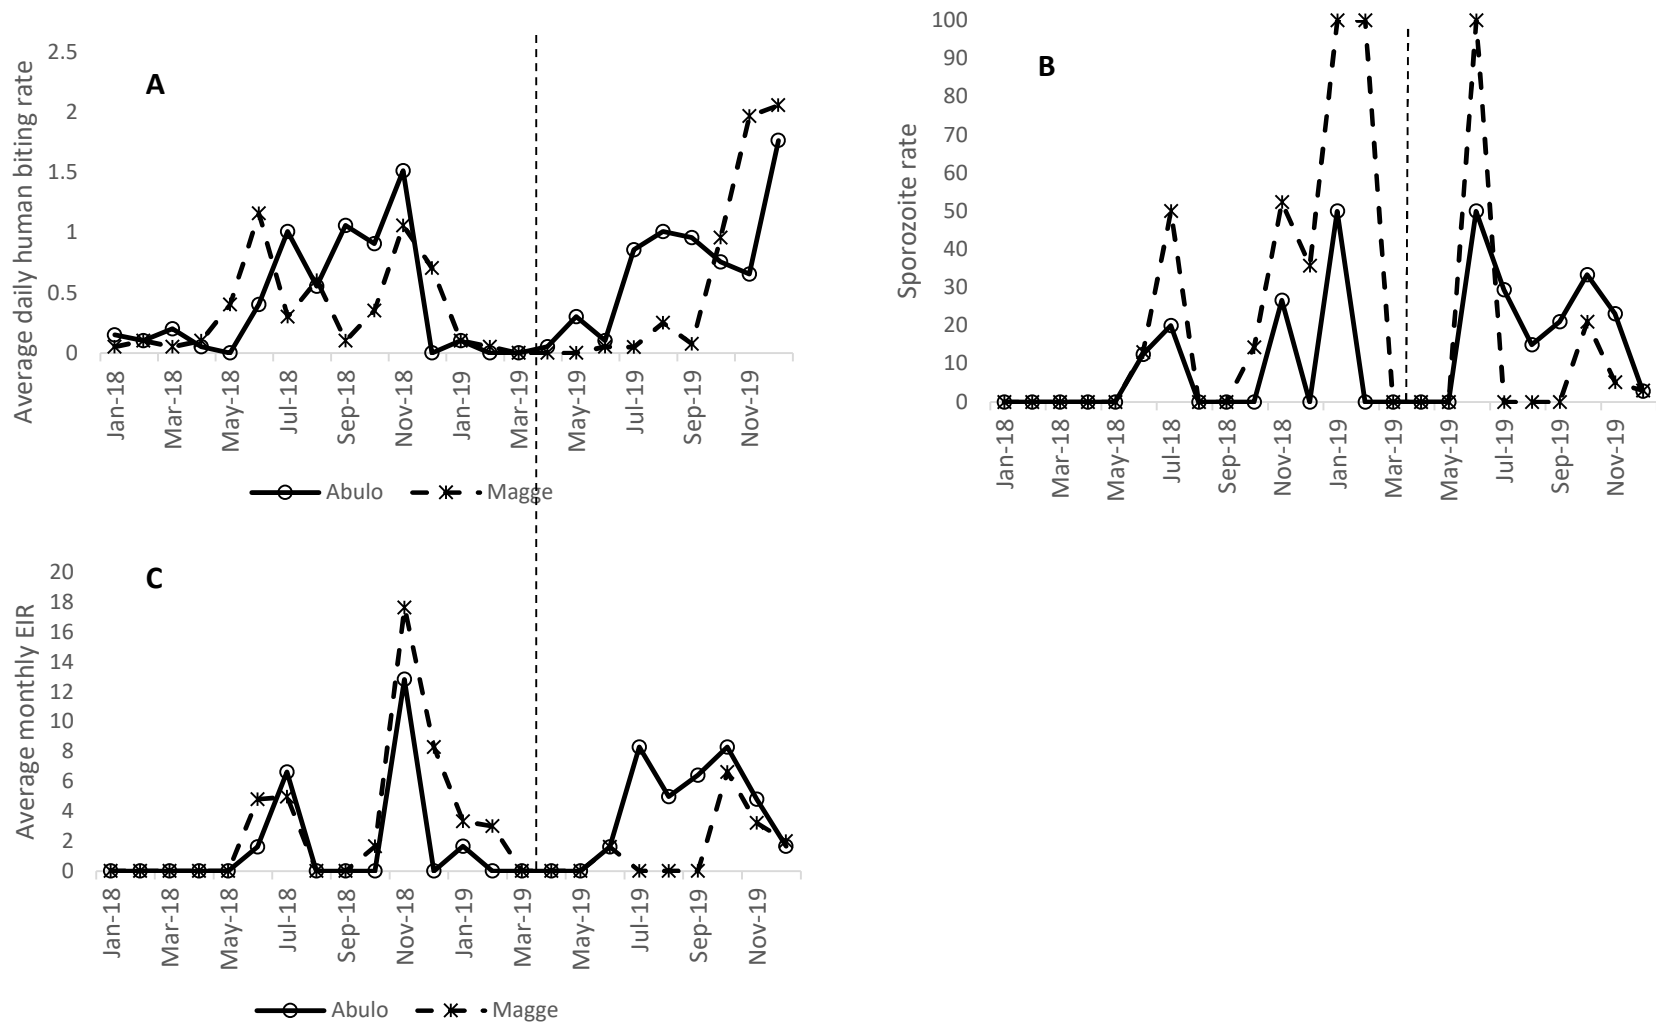 A
Average daily human biting rate
2.5
2
1.5
1
0.5
0
Jan-18
Mar-18
May-18
Jul-18
Sep-18
Nov-18
Jan-19
Mar-19
May-19
Jul-19
Sep-19
Nov-19
Abulo
Magge
B
Sporozoite rate
100
90
80
70
60
50
40
30
20
10
0
Jan-18
Mar-18
May-18
Jul-18
Sep-18
Nov-18
Jan-19
Mar-19
May-19
Jul-19
Sep-19
Nov-19
C
Average monthly EIR
20
18
16
14
12
10
8
6
4
2
0
Jan-18
Mar-18
May-18
Jul-18
Sep-18
Nov-18
Jan-19
Mar-19
May-19
Jul-19
Sep-19
Nov-19
Abulo
Magge